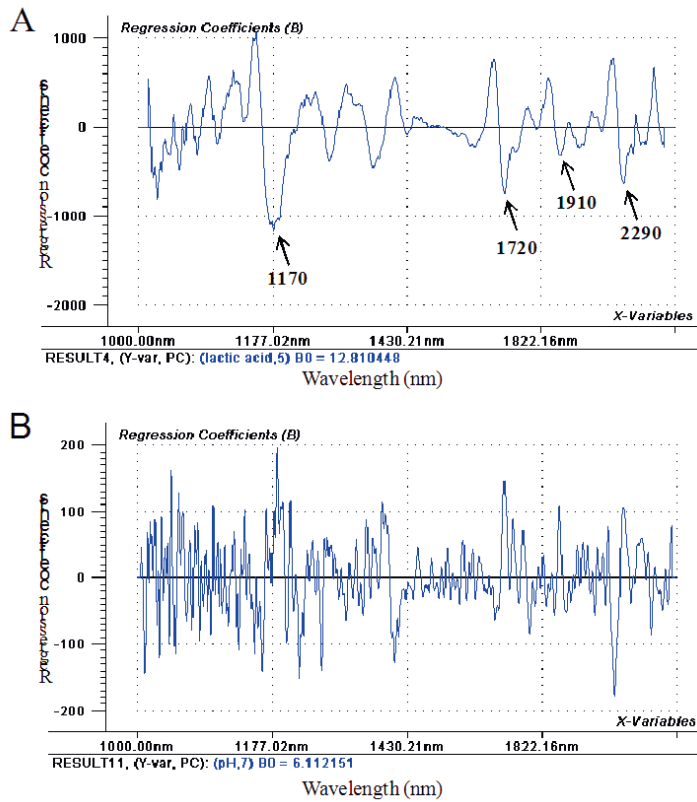 A
Regression Coefficients (B)
1000
0
-1000
-2000
1170
1720
1910
2290
X-Variables
1000.00nm
1177.02nm
1430.21nm
1822.16nm
RESULT4, (Y-var, PC): (lactic acid,5) B0 = 12.810448
Wavelength (nm)
B
Regression Coefficients (B)
200
100
0
-100
-200
X-Variables
1000.00nm
1177.02nm
1430.21nm
1822.16nm
RESULT11, (Y-var, PC): (pH,7) B0 = 6.112151
Wavelength (nm)